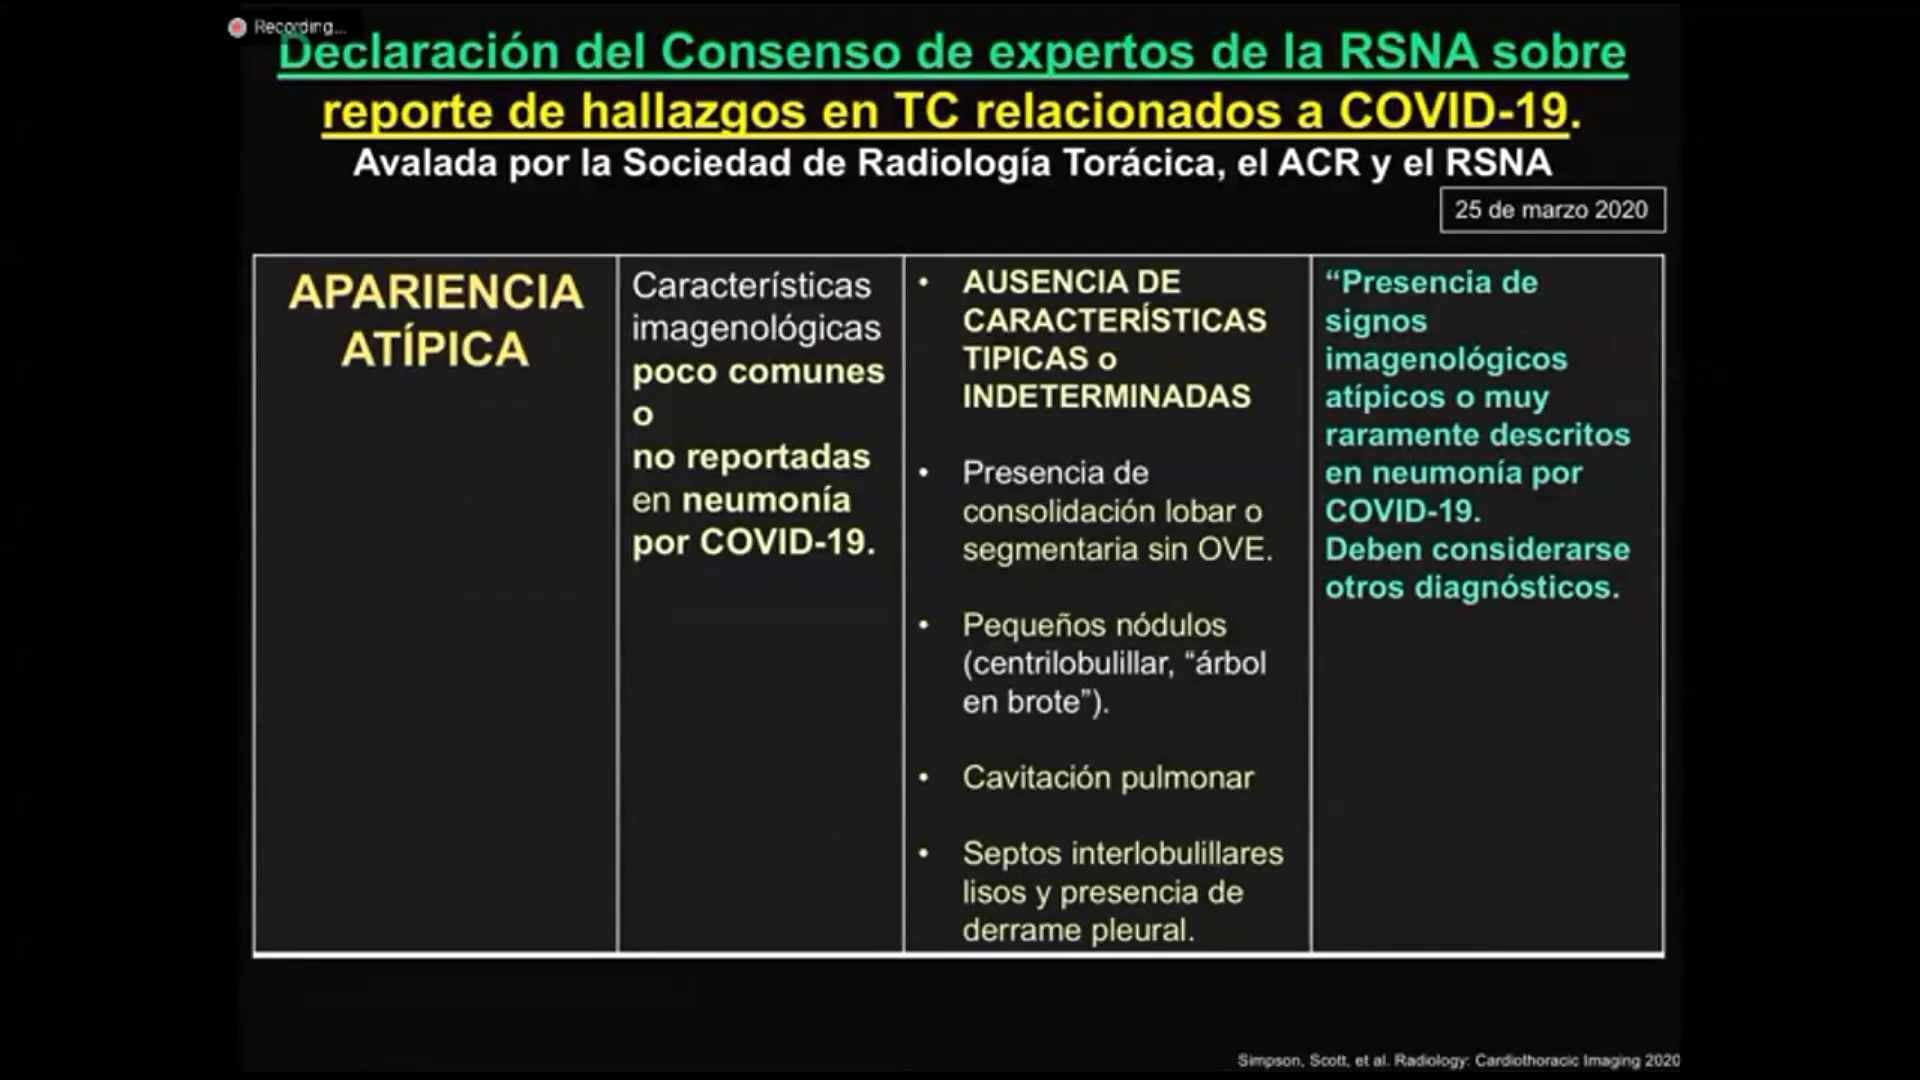 Recording...
Declaración del Consenso de expertos de la RSNA sobre
reporte de hallazgos en TC relacionados a COVID-19.
Avalada por la Sociedad de Radiología Torácica, el ACR y el RSNA
25 de marzo 2020
APARIENCIA
ATÍPICA
Características
imagenológicas
poco comunes
o
no reportadas
en neumonía
por COVID-19.
• AUSENCIA DE
CARACTERÍSTICAS
TIPICAS o
INDETERMINADAS
• Presencia de
consolidación lobar o
segmentaria sin OVE.
• Pequeños nódulos
(centrilobulillar, “árbol
en brote”).
• Cavitación pulmonar
• Septos interlobulillares
lisos y presencia de
derrame pleural.
“Presencia de
signos
imagenológicos
atípicos o muy
raramente descritos
en neumonía por
COVID-19.
Deben considerarse
otros diagnósticos.
Simpson, Scott, et al. Radiology: Cardiothoracic Imaging 2020